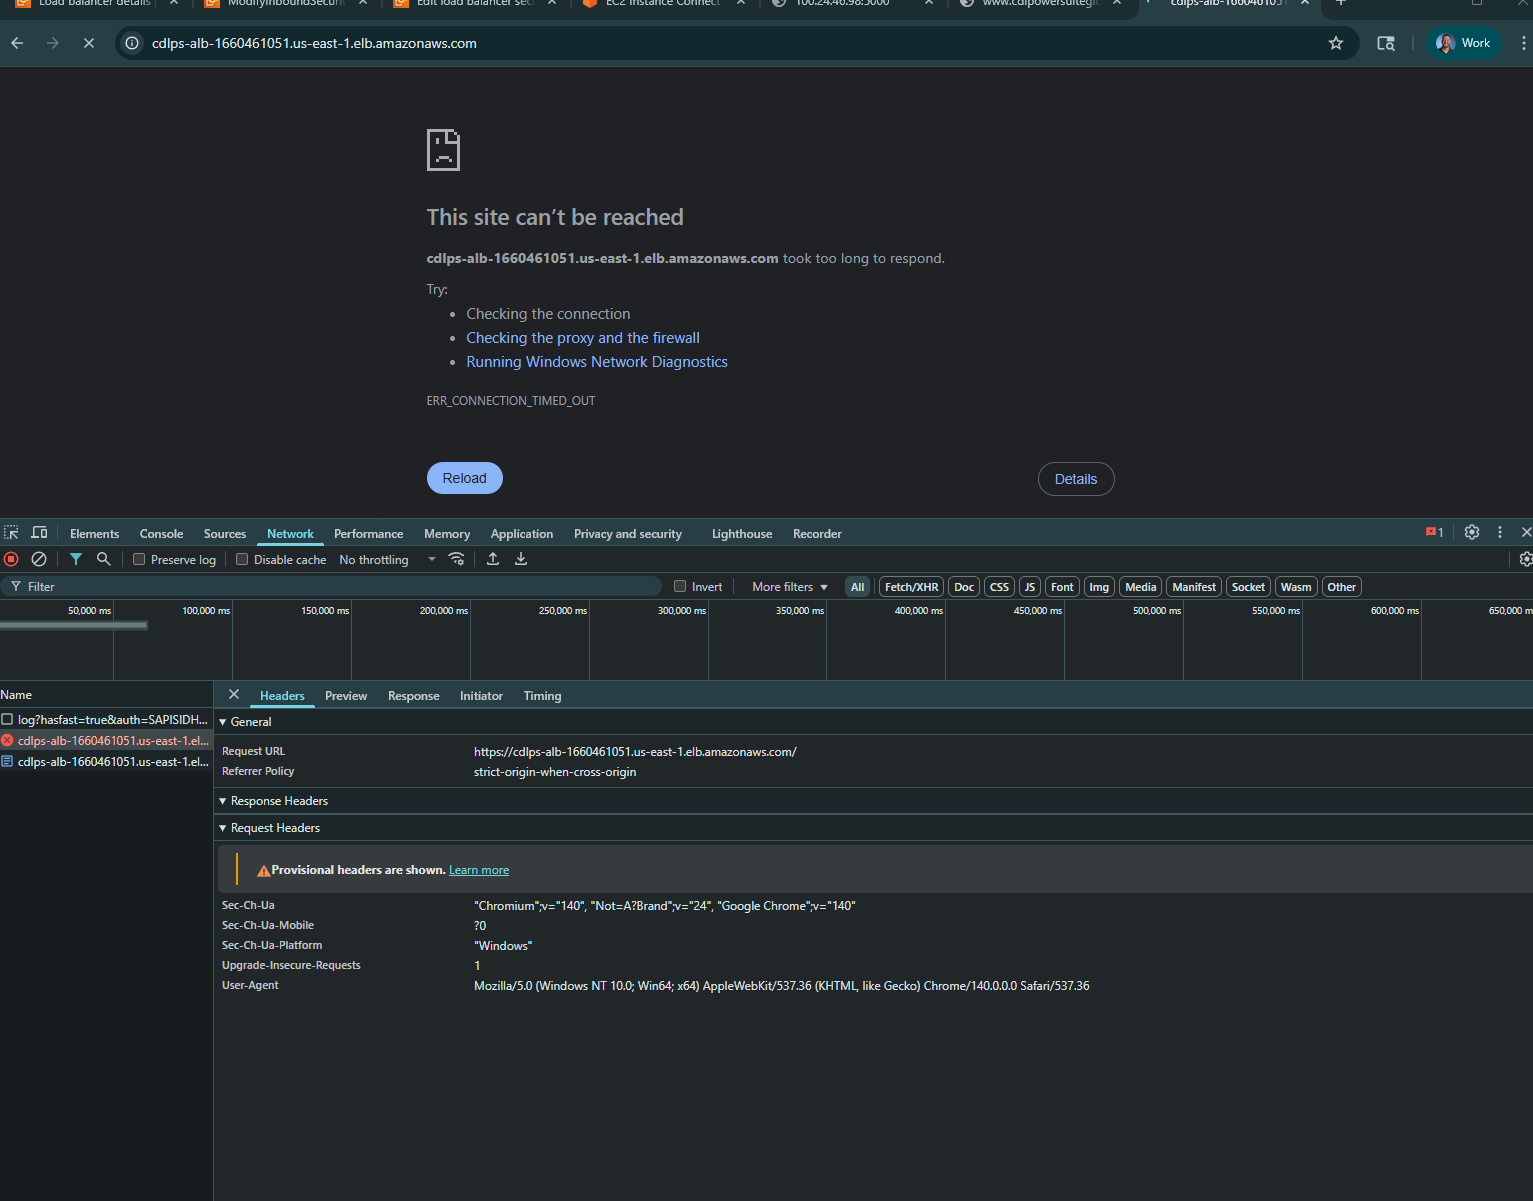 Load balancer details
ModifyInboundSecuri
Edit load balancer sec
EC2 Instance Connect
100.24.46.98:5000
www.cdlpowersuitegl
cdlps-alb-1660461051
cdlps-alb-1660461051.us-east-1.elb.amazonaws.com
Work
This site can’t be reached
cdlps-alb-1660461051.us-east-1.elb.amazonaws.com took too long to respond.
Try:
Checking the connection
Checking the proxy and the firewall
Running Windows Network Diagnostics
ERR_CONNECTION_TIMED_OUT
Reload
Details
Elements Console Sources Network Performance Memory Application Privacy and security Lighthouse Recorder 1
Preserve log Disable cache No throttling
Filter Invert More filters All Fetch/XHR Doc CSS JS Font Img Media Manifest Socket Wasm Other
50,000 ms 100,000 ms 150,000 ms 200,000 ms 250,000 ms 300,000 ms 350,000 ms 400,000 ms 450,000 ms 500,000 ms 550,000 ms 600,000 ms 650,000 m
Name
log?hasfast=true&auth=SAPISIDH...
cdlps-alb-1660461051.us-east-1.el...
cdlps-alb-1660461051.us-east-1.el...
Headers Preview Response Initiator Timing
General
Request URL https://cdlps-alb-1660461051.us-east-1.elb.amazonaws.com/
Referrer Policy strict-origin-when-cross-origin
Response Headers
Request Headers
Provisional headers are shown. Learn more
Sec-Ch-Ua "Chromium";v="140", "Not=A?Brand";v="24", "Google Chrome";v="140"
Sec-Ch-Ua-Mobile ?0
Sec-Ch-Ua-Platform "Windows"
Upgrade-Insecure-Requests 1
User-Agent Mozilla/5.0 (Windows NT 10.0; Win64; x64) AppleWebKit/537.36 (KHTML, like Gecko) Chrome/140.0.0.0 Safari/537.36